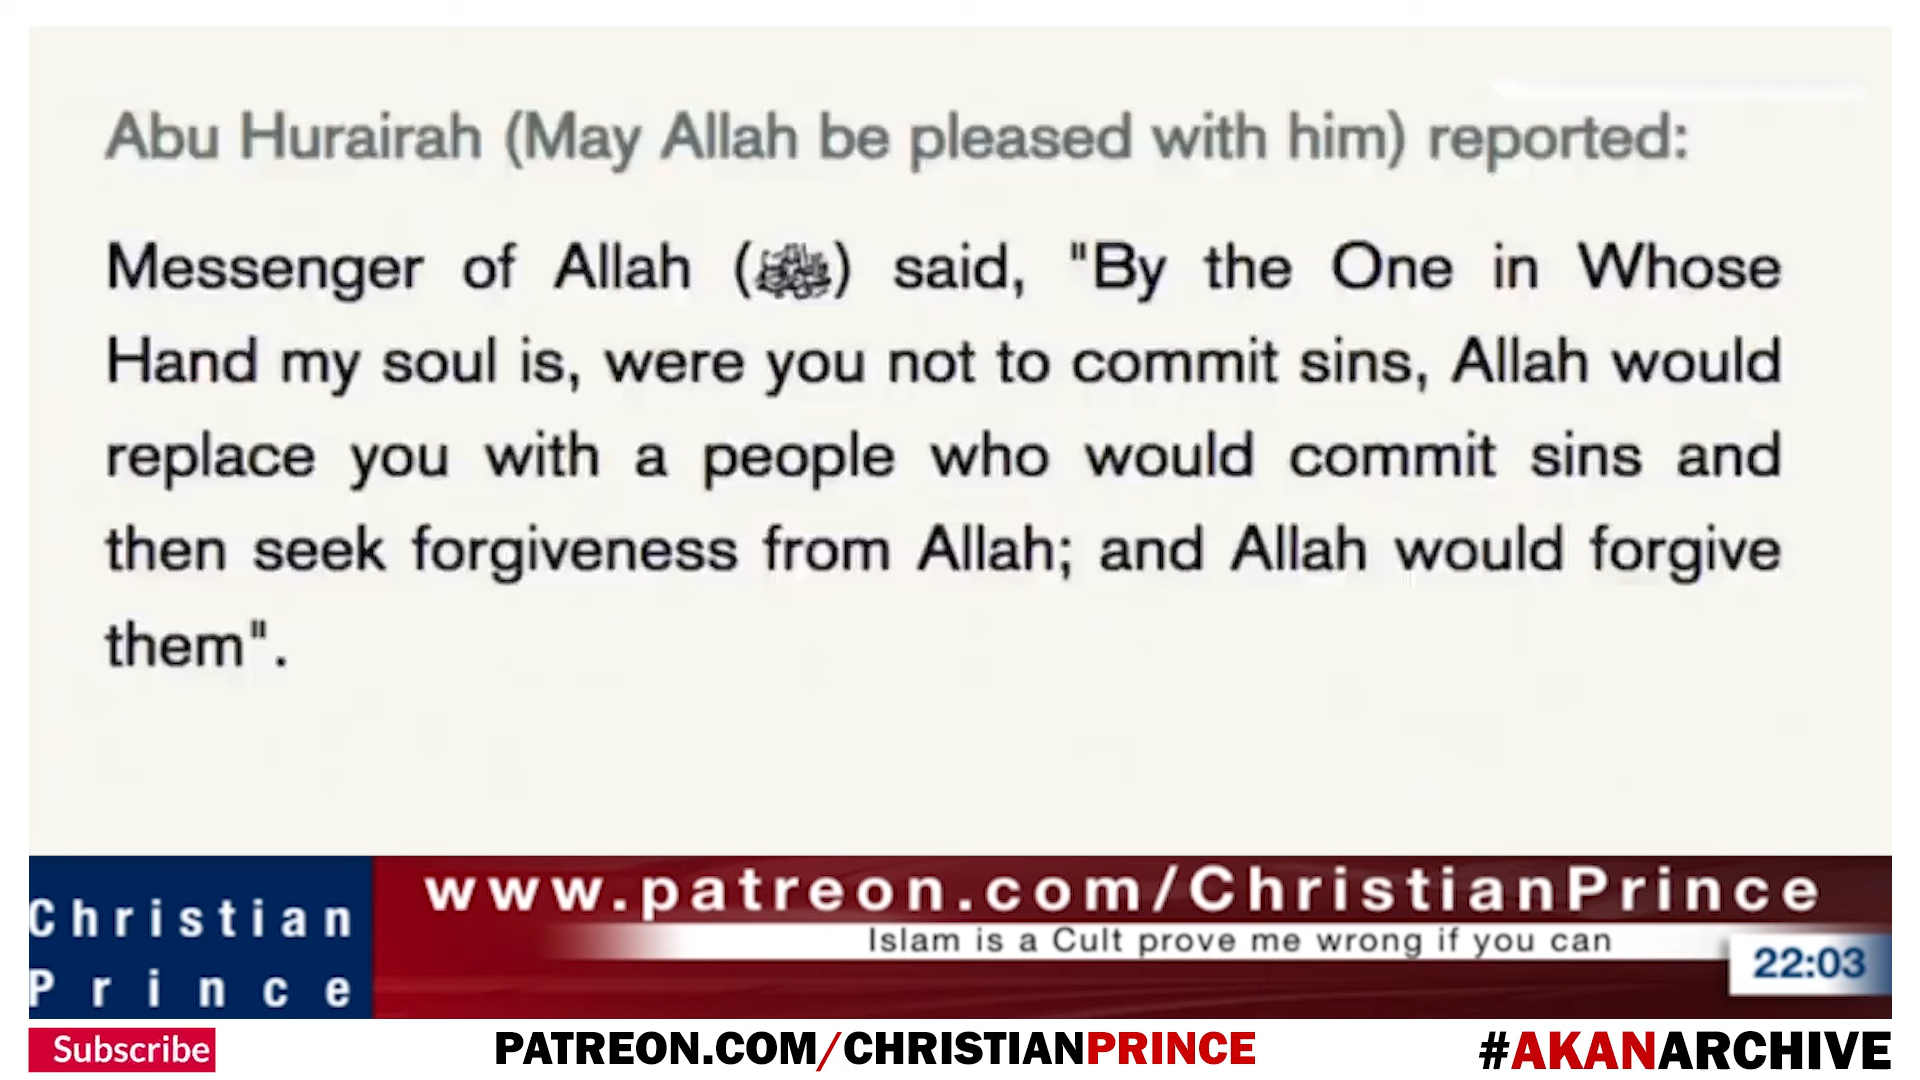 Abu Hurairah (May Allah be pleased with him) reported:
Messenger of Allah (ﷺ) said, "By the One in Whose
Hand my soul is, were you not to commit sins, Allah would
replace you with a people who would commit sins and
then seek forgiveness from Allah; and Allah would forgive
them".
www.patreon.com/ChristianPrince
Islam is a Cult prove me wrong if you can
Christian
Prince
22:03
Subscribe
PATREON.COM/CHRISTIANPRINCE
#AKANARCHIVE